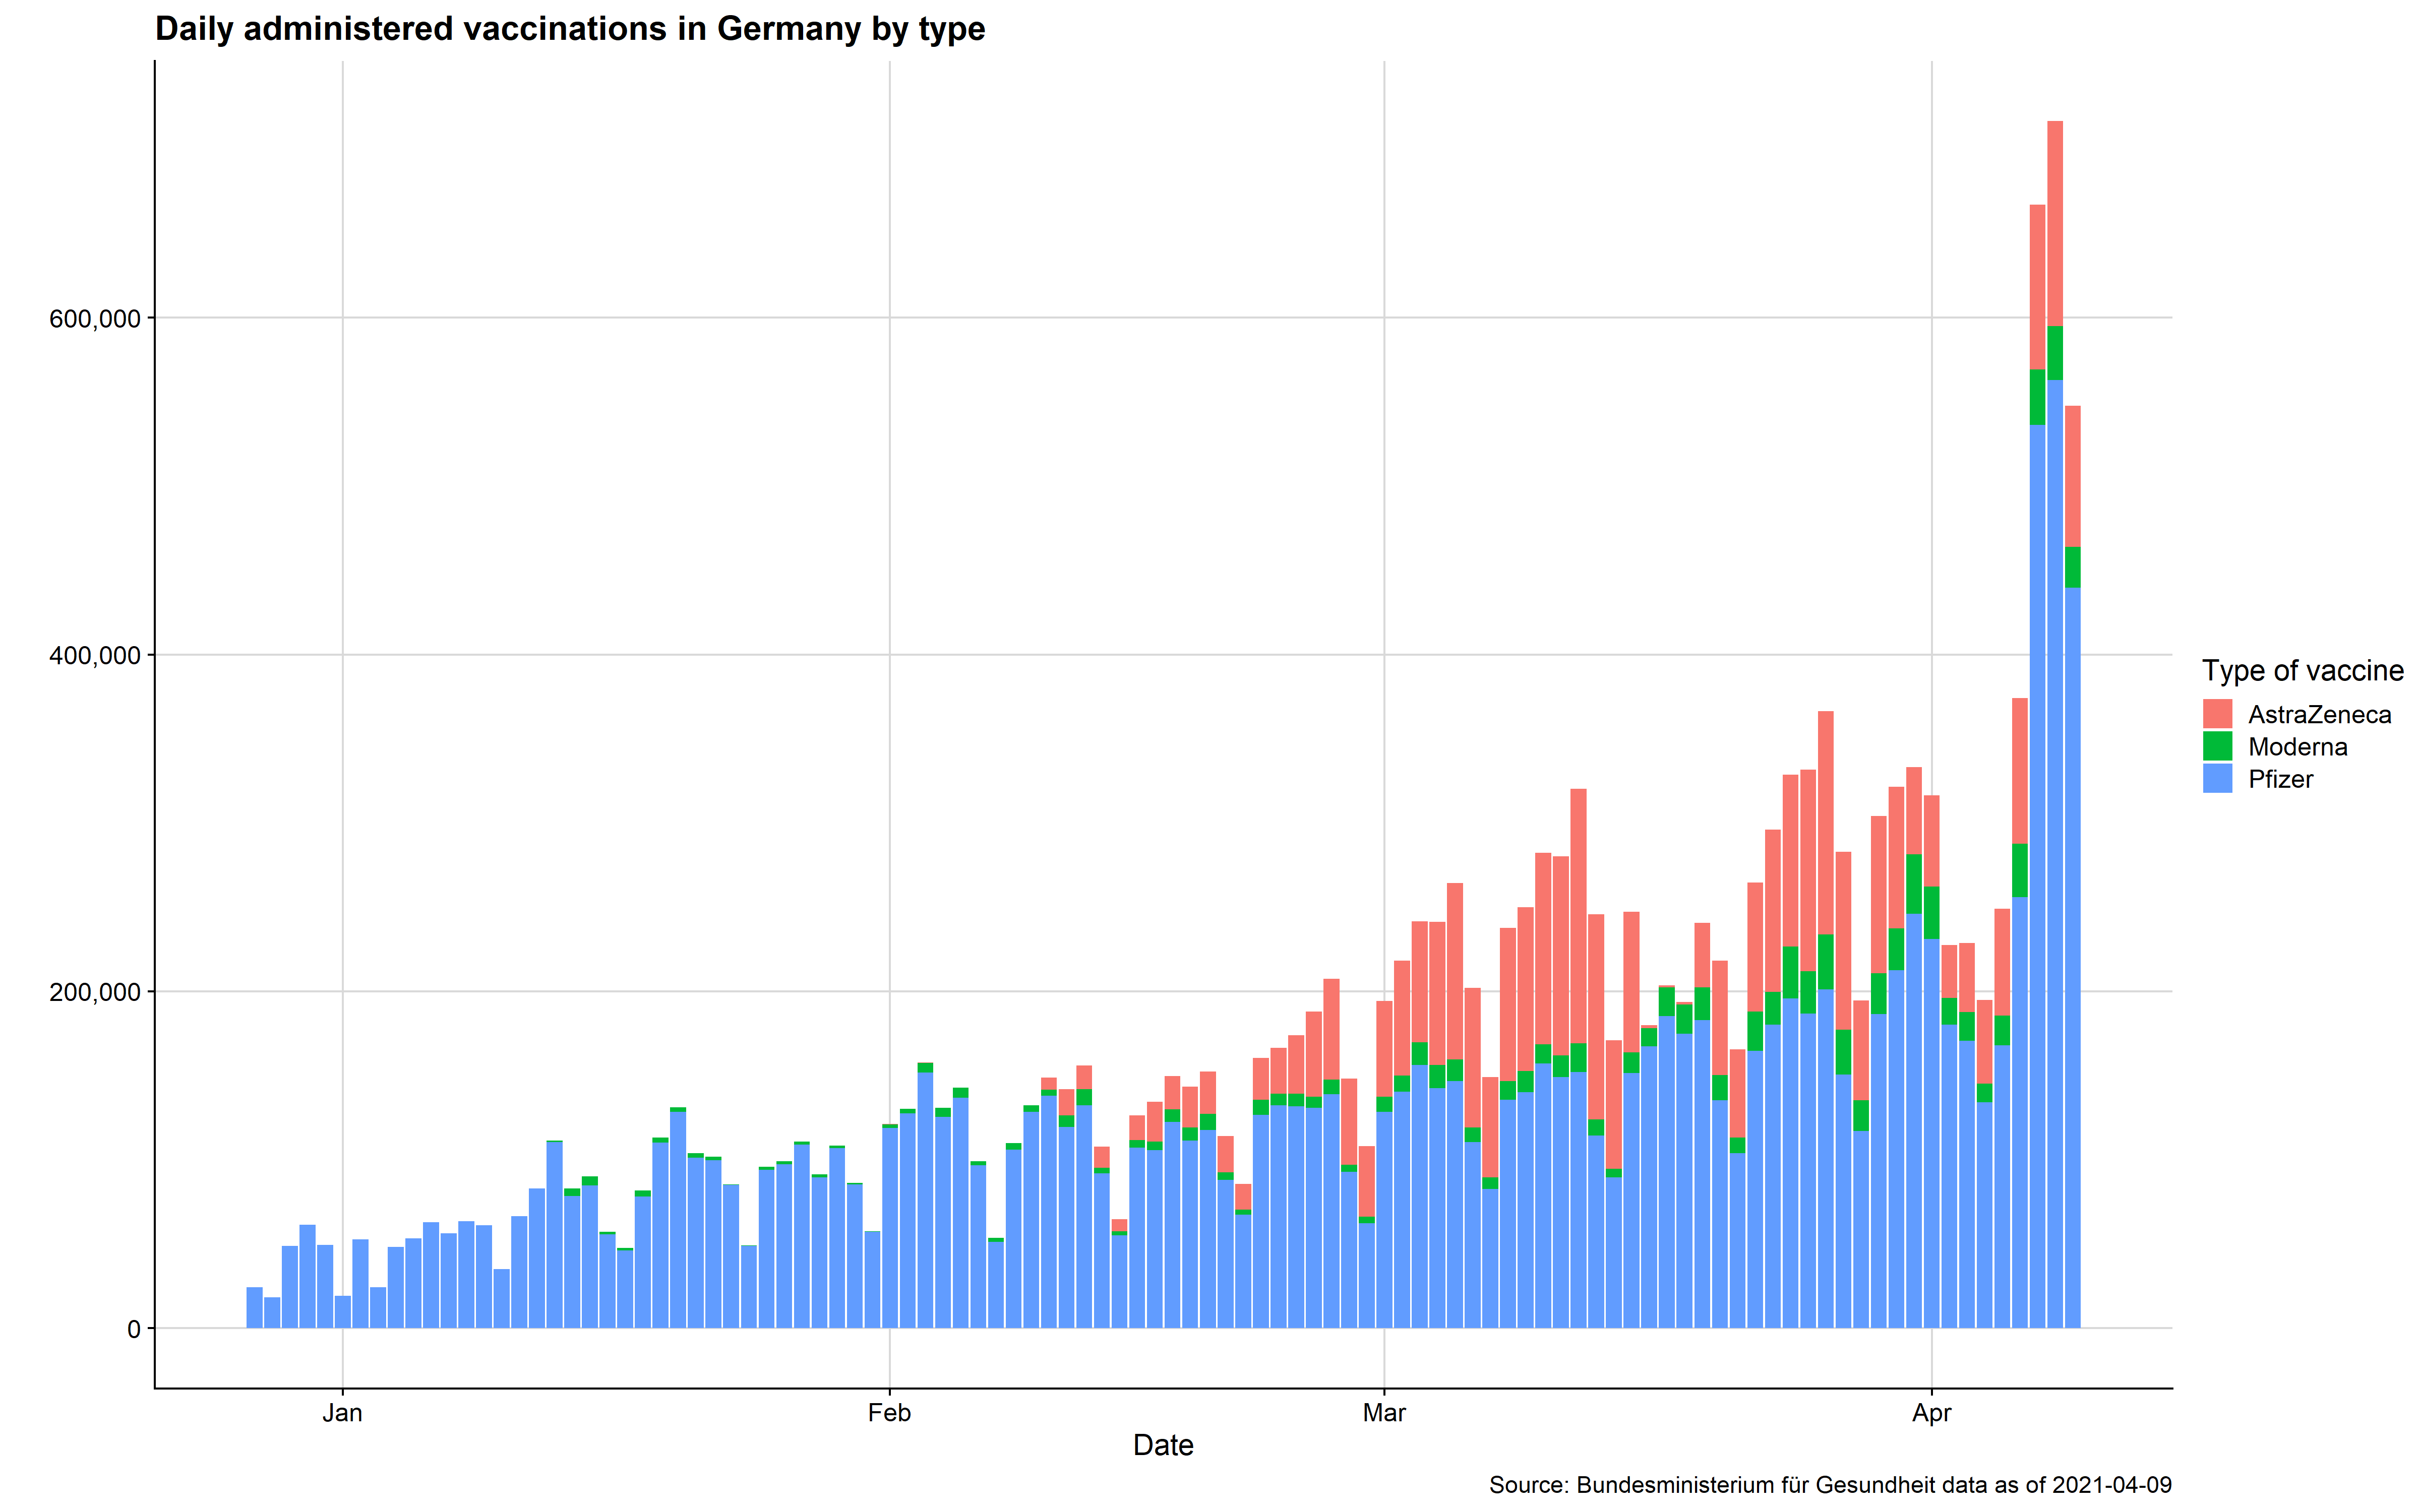 Daily administered vaccinations in Germany by type
600,000
400,000
200,000
0
Jan
Feb
Mar
Apr
Date
Type of vaccine
AstraZeneca
Moderna
Pfizer
Source: Bundesministerium für Gesundheit data as of 2021-04-09